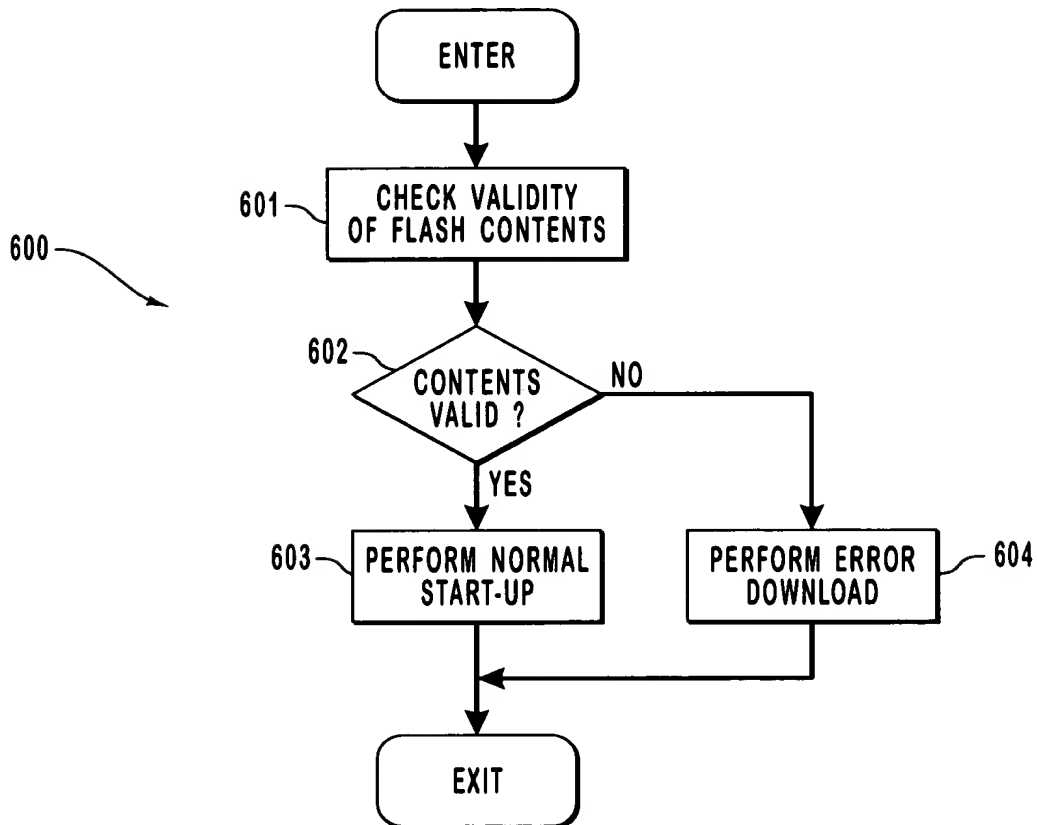 ENTER
601
CHECK VALIDITY
OF FLASH CONTENTS
600
602
CONTENTS
VALID ?
NO
YES
603
PERFORM NORMAL
START-UP
PERFORM ERROR
DOWNLOAD
604
EXIT